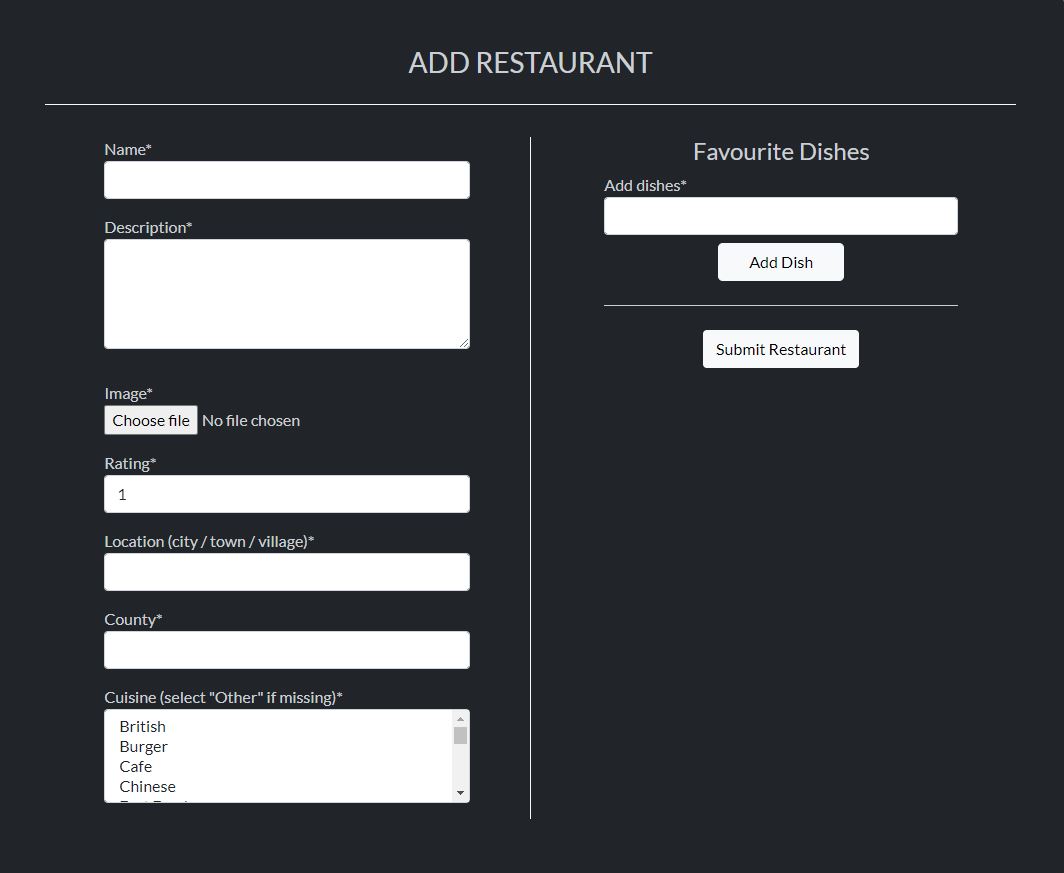 ADD RESTAURANT
Name*
Description*
Image*
Choose file No file chosen
Rating*
1
Location (city / town / village)*
County*
Cuisine (select "Other" if missing)*
British
Burger
Cafe
Chinese
Favourite Dishes
Add dishes*
Add Dish
Submit Restaurant